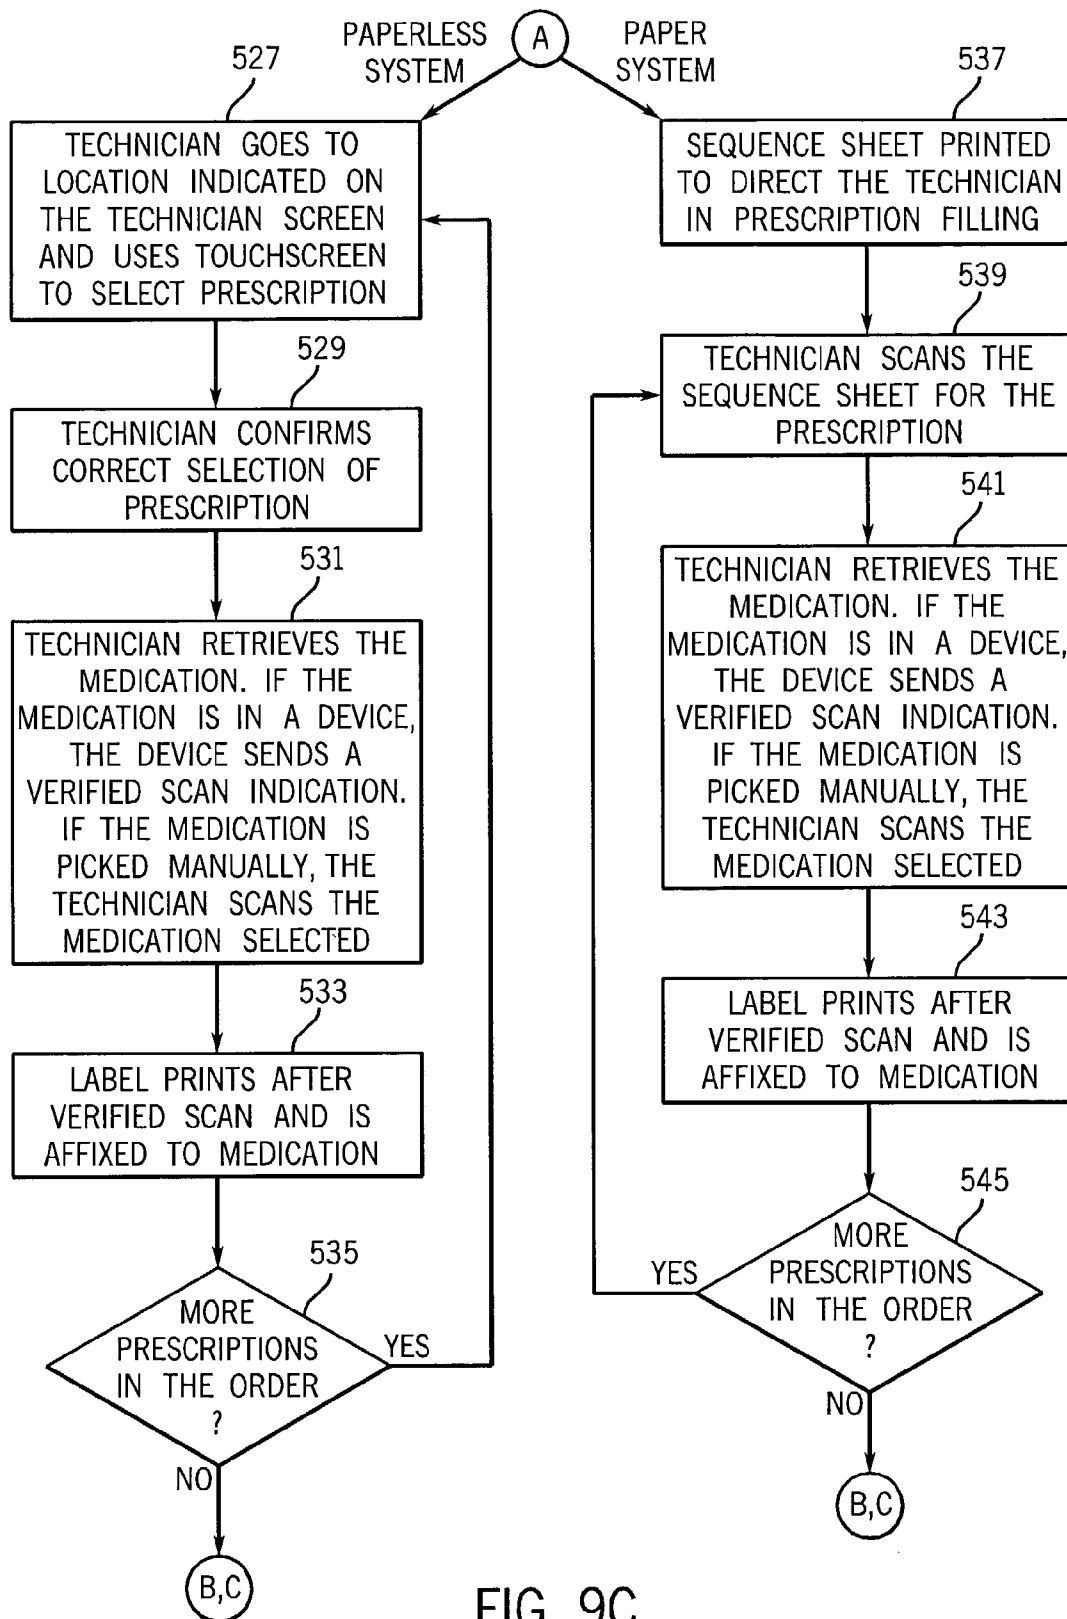 A
PAPERLESS
SYSTEM
PAPER
SYSTEM
527
TECHNICIAN GOES TO
LOCATION INDICATED ON
THE TECHNICIAN SCREEN
AND USES TOUCHSCREEN
TO SELECT PRESCRIPTION
529
TECHNICIAN CONFIRMS
CORRECT SELECTION OF
PRESCRIPTION
531
TECHNICIAN RETRIEVES THE
MEDICATION. IF THE
MEDICATION IS IN A DEVICE,
THE DEVICE SENDS A
VERIFIED SCAN INDICATION.
IF THE MEDICATION IS
PICKED MANUALLY, THE
TECHNICIAN SCANS THE
MEDICATION SELECTED
533
LABEL PRINTS AFTER
VERIFIED SCAN AND IS
AFFIXED TO MEDICATION
535
MORE
PRESCRIPTIONS
IN THE ORDER
?
YES
NO
B,C
537
SEQUENCE SHEET PRINTED
TO DIRECT THE TECHNICIAN
IN PRESCRIPTION FILLING
539
TECHNICIAN SCANS THE
SEQUENCE SHEET FOR THE
PRESCRIPTION
541
TECHNICIAN RETRIEVES THE
MEDICATION. IF THE
MEDICATION IS IN A DEVICE,
THE DEVICE SENDS A
VERIFIED SCAN INDICATION.
IF THE MEDICATION IS
PICKED MANUALLY, THE
TECHNICIAN SCANS THE
MEDICATION SELECTED
543
LABEL PRINTS AFTER
VERIFIED SCAN AND IS
AFFIXED TO MEDICATION
545
MORE
PRESCRIPTIONS
IN THE ORDER
?
YES
NO
B,C
FIG. 9C